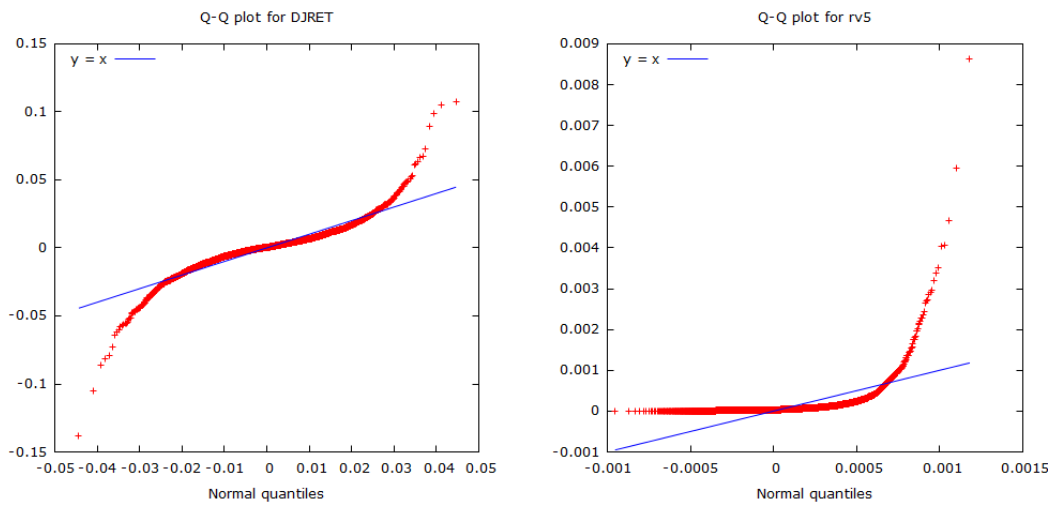 Q-Q plot for DJRET
0.15
y = x
0.1
0.05
0
-0.05
-0.1
-0.15
-0.05 -0.04 -0.03 -0.02 -0.01 0 0.01 0.02 0.03 0.04 0.05
Normal quantiles
Q-Q plot for rv5
0.009
y = x
0.008
0.007
0.006
0.005
0.004
0.003
0.002
0.001
0
-0.001
-0.001 -0.0005 0 0.0005 0.001 0.0015
Normal quantiles